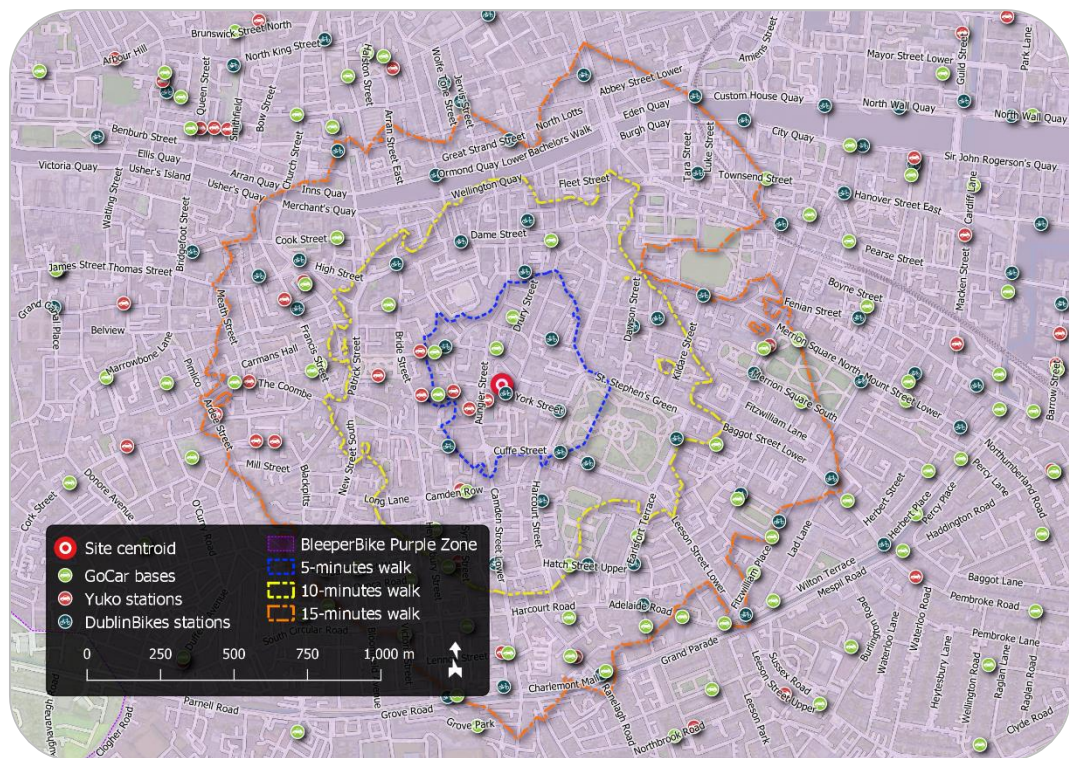 Brunswick Street North
Arbour Hill
North King Street
Halston Street
Wolfe Tone Street
Jervis Street
Abbey Street Lower
Amiens Street
Mayor Street Lower
Guild Street
Park Lane
Queen Street
Smithfield
Bow Street
Arran Street East
North Lotts
Eden Quay
Custom House Quay
North Wall Quay
North Wall Quay
Benburb Street
Church Street
Great Strand Street
Bachelors Walk
Burgh Quay
Tara Street
Luke Street
City Quay
Victoria Quay
Ellis Quay
Arran Quay
Inns Quay
Ormond Quay Lower
Sir John Rogerson's Quay
Usher's Island
Usher's Quay
Merchant's Quay
Wellington Quay
Fleet Street
Townsend Street
Hanover Street East
Cardiff Lane
Watling Street
Bridgefoot Street
Cook Street
Dame Street
Pearse Street
James Street
Thomas Street
High Street
Boyne Street
Macken Street
Grand Canal Place
Meath Street
Drury Street
Dawson Street
Fenian Street
Belview
Marrowbone Lane
Carmans Hall
Francis Street
Patrick Street
Bride Street
Kildare Street
Merrion Square North
Mount Street Lower
Pimlico
The Coombe
Aungier Street
York Street
St. Stephen's Green
Merrion Square South
Barrow Street
Ardee Street
Fitzwilliam Lane
Mill Street
Blackpitts
New Street South
Cuffe Street
Baggot Street Lower
Northumberland Road
Donore Avenue
Cork Street
Long Lane
Camden Row
Camden Street Lower
Harcourt Street
Earlsfort Terrace
Leeson Street Lower
Herbert Street
Herbert Place
Percy Place
Percy Lane
Haddington Road
Lad Lane
Hatch Street Upper
Fitzwilliam Place
Wilton Terrace
Mespil Road
Baggot Lane
Pembroke Road
Site centroid
GoCar bases
Yuko stations
DublinBikes stations
BleeperBike Purple Zone
5-minutes walk
10-minutes walk
15-minutes walk
0 250 500 750 1,000 m
South Circular Road
Harcourt Road
Adelaide Road
Grand Parade
Burlington Road
Waterloo Lane
Waterloo Road
Pembroke Lane
Heytesbury Lane
Wellington Road
Raglan Lane
Raglan Road
Clyde Road
Charlemont Mall
Ranelagh Road
Sussex Road
Leeson Street Upper
Leeson Park
Northbrook Road
Parnell Road
Grove Road
Grove Park
Clogher Road